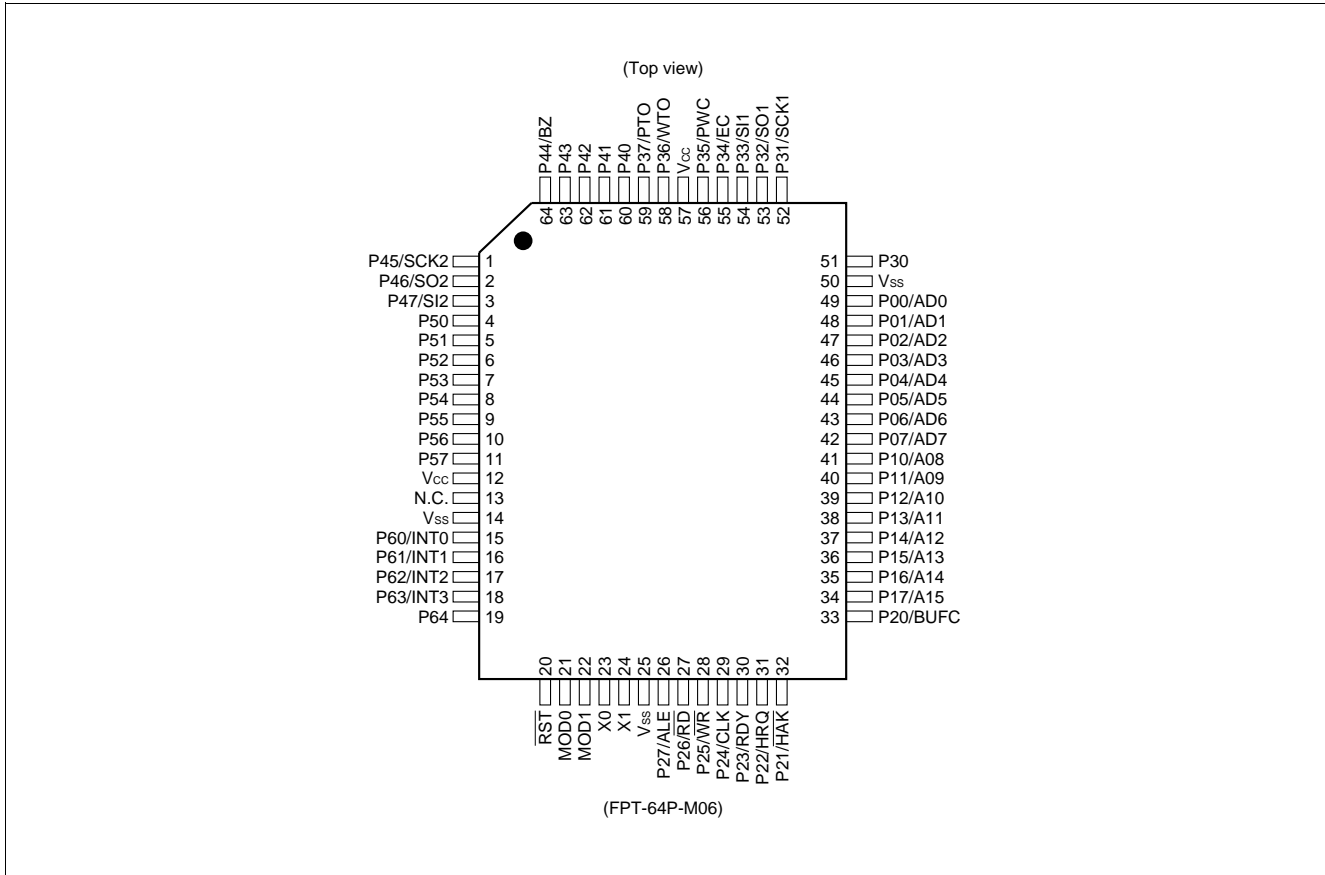 (Top view)
P44/BZ
P43
P42
P41
P40
P37/PTO
P36/WTO
Vcc
P35/PWC
P34/EC
P33/SI1
P32/SO1
P31/SCK1
64
63
62
61
60
59
58
57
56
55
54
53
52
P45/SCK2 1
P46/SO2 2
P47/SI2 3
P50 4
P51 5
P52 6
P53 7
P54 8
P55 9
P56 10
P57 11
Vcc 12
N.C. 13
Vss 14
P60/INT0 15
P61/INT1 16
P62/INT2 17
P63/INT3 18
P64 19
51 P30
50 Vss
49 P00/AD0
48 P01/AD1
47 P02/AD2
46 P03/AD3
45 P04/AD4
44 P05/AD5
43 P06/AD6
42 P07/AD7
41 P10/A08
40 P11/A09
39 P12/A10
38 P13/A11
37 P14/A12
36 P15/A13
35 P16/A14
34 P17/A15
33 P20/BUFC
20
21
22
23
24
25
26
27
28
29
30
31
32
RST
MOD0
MOD1
X0
X1
Vss
P27/ALE
P26/RD
P25/WR
P24/CLK
P23/RDY
P22/HRQ
P21/HAK
(FPT-64P-M06)